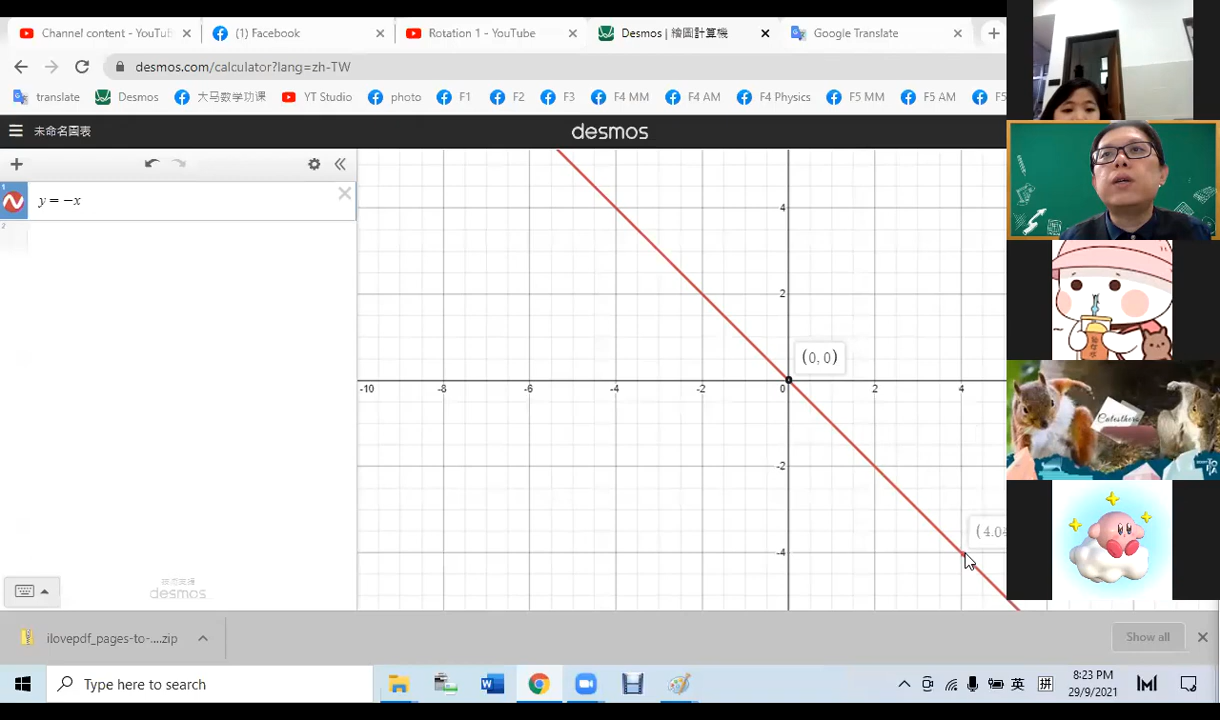 Channel content - YouTub
(1) Facebook
Rotation 1 - YouTube
Desmos | 繪圖計算機
Google Translate
desmos.com/calculator?lang=zh-TW
translate
Desmos
大马数学功课
YT Studio
photo
F1
F2
F3
F4 MM
F4 AM
F4 Physics
F5 MM
F5 AM
F5
未命名圖表
desmos
1
y = −x
2
4
2
(0, 0)
-10
-8
-6
-4
-2
0
2
4
-2
-4
(4.0
desmos
ilovepdf_pages-to-....zip
Show all
Type here to search
英
拼
8:23 PM
29/9/2021
Cutesthere